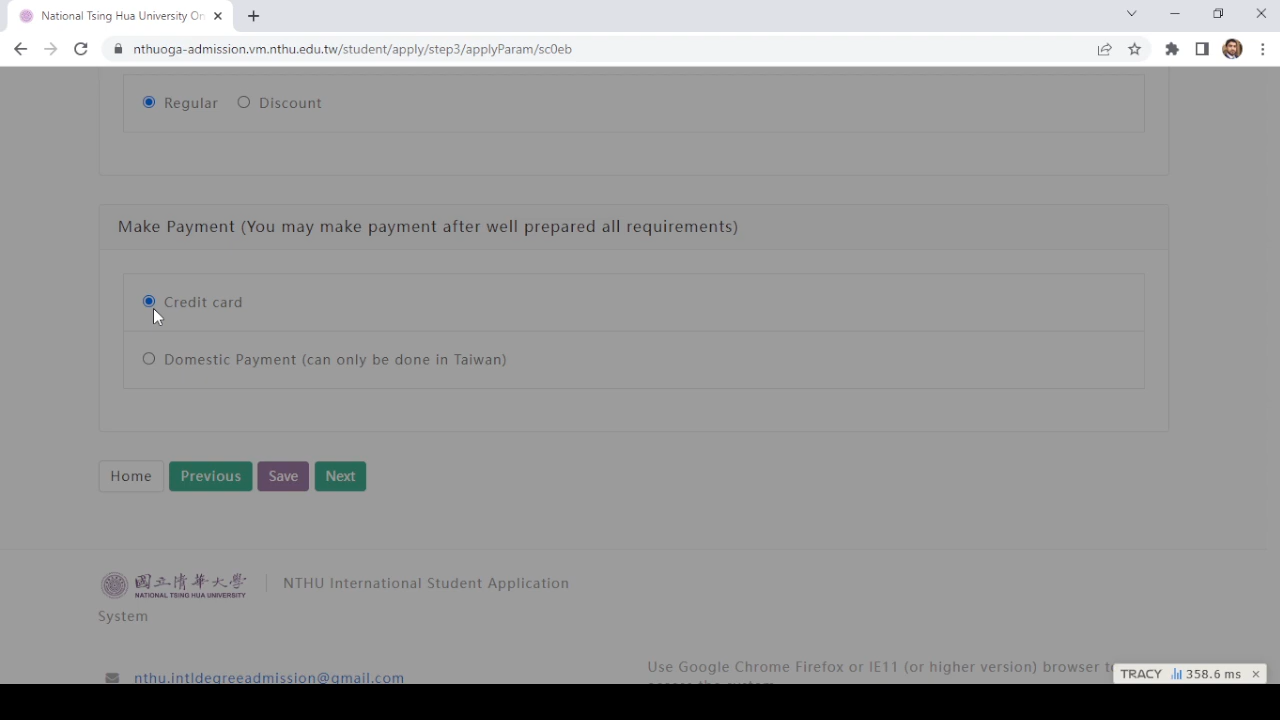 National Tsing Hua University On
nthuoga-admission.vm.nthu.edu.tw/student/apply/step3/applyParam/sc0eb
Regular Discount
Make Payment (You may make payment after well prepared all requirements)
Credit card
Domestic Payment (can only be done in Taiwan)
Home Previous Save Next
國立清華大學
NATIONAL TSING HUA UNIVERSITY
NTHU International Student Application
System
nthu.intldegreeadmission@gmail.com
Use Google Chrome Firefox or IE11 (or higher version) browser to
access the system
TRACY 358.6 ms ×